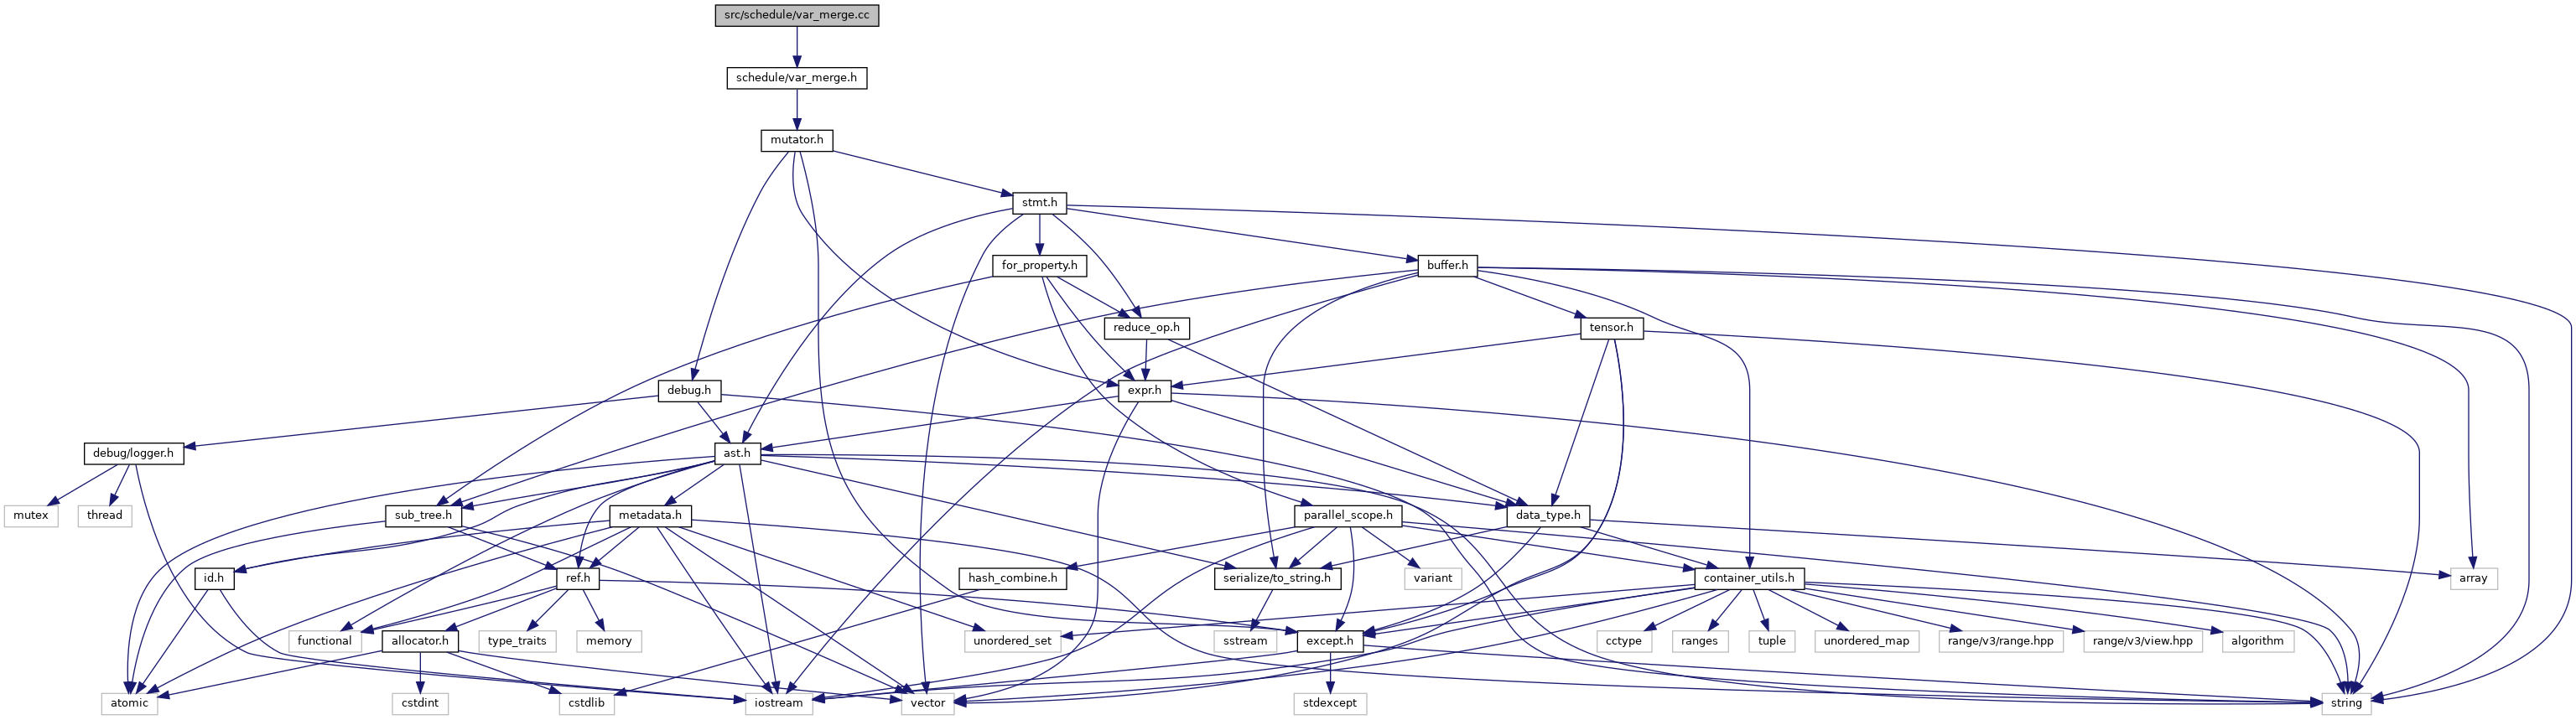 src/schedule/var_merge.cc
schedule/var_merge.h
mutator.h
stmt.h
for_property.h
buffer.h
reduce_op.h
tensor.h
debug.h
expr.h
debug/logger.h
ast.h
mutex
thread
sub_tree.h
metadata.h
parallel_scope.h
data_type.h
id.h
ref.h
hash_combine.h
serialize/to_string.h
variant
container_utils.h
array
functional
allocator.h
type_traits
memory
unordered_set
sstream
except.h
cctype
ranges
tuple
unordered_map
range/v3/range.hpp
range/v3/view.hpp
algorithm
atomic
cstdint
cstdlib
iostream
vector
stdexcept
string